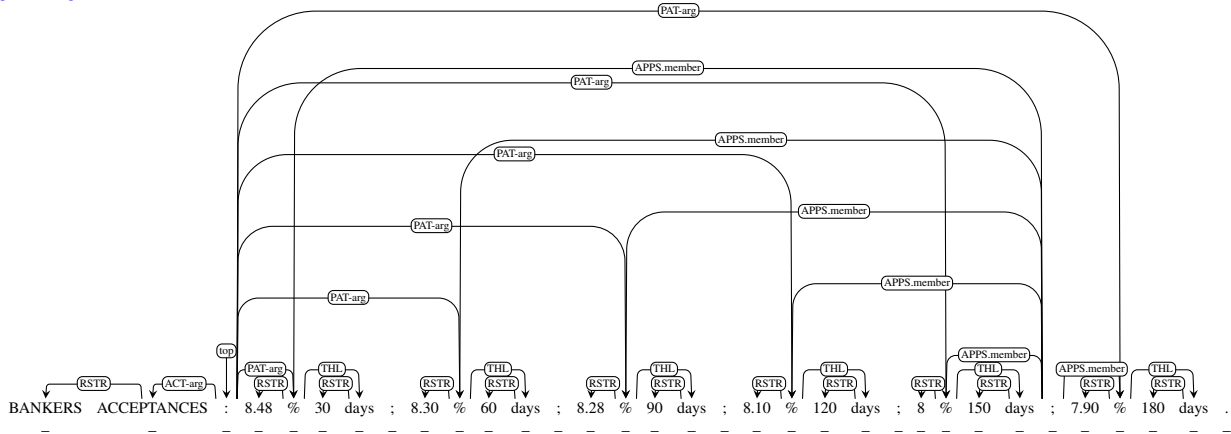 PAT-arg
APPS.member
PAT-arg
APPS.member
PAT-arg
APPS.member
PAT-arg
APPS.member
PAT-arg
top
APPS.member
PAT-arg THL THL THL THL THL APPS.member THL
RSTR ACT-arg RSTR RSTR RSTR RSTR RSTR RSTR RSTR RSTR RSTR RSTR RSTR RSTR RSTR
BANKERS ACCEPTANCES : 8.48 % 30 days ; 8.30 % 60 days ; 8.28 % 90 days ; 8.10 % 120 days ; 8 % 150 days ; 7.90 % 180 days .
_ _ _ _ _ _ _ _ _ _ _ _ _ _ _ _ _ _ _ _ _ _ _ _ _ _ _ _ _ _ _ _ _